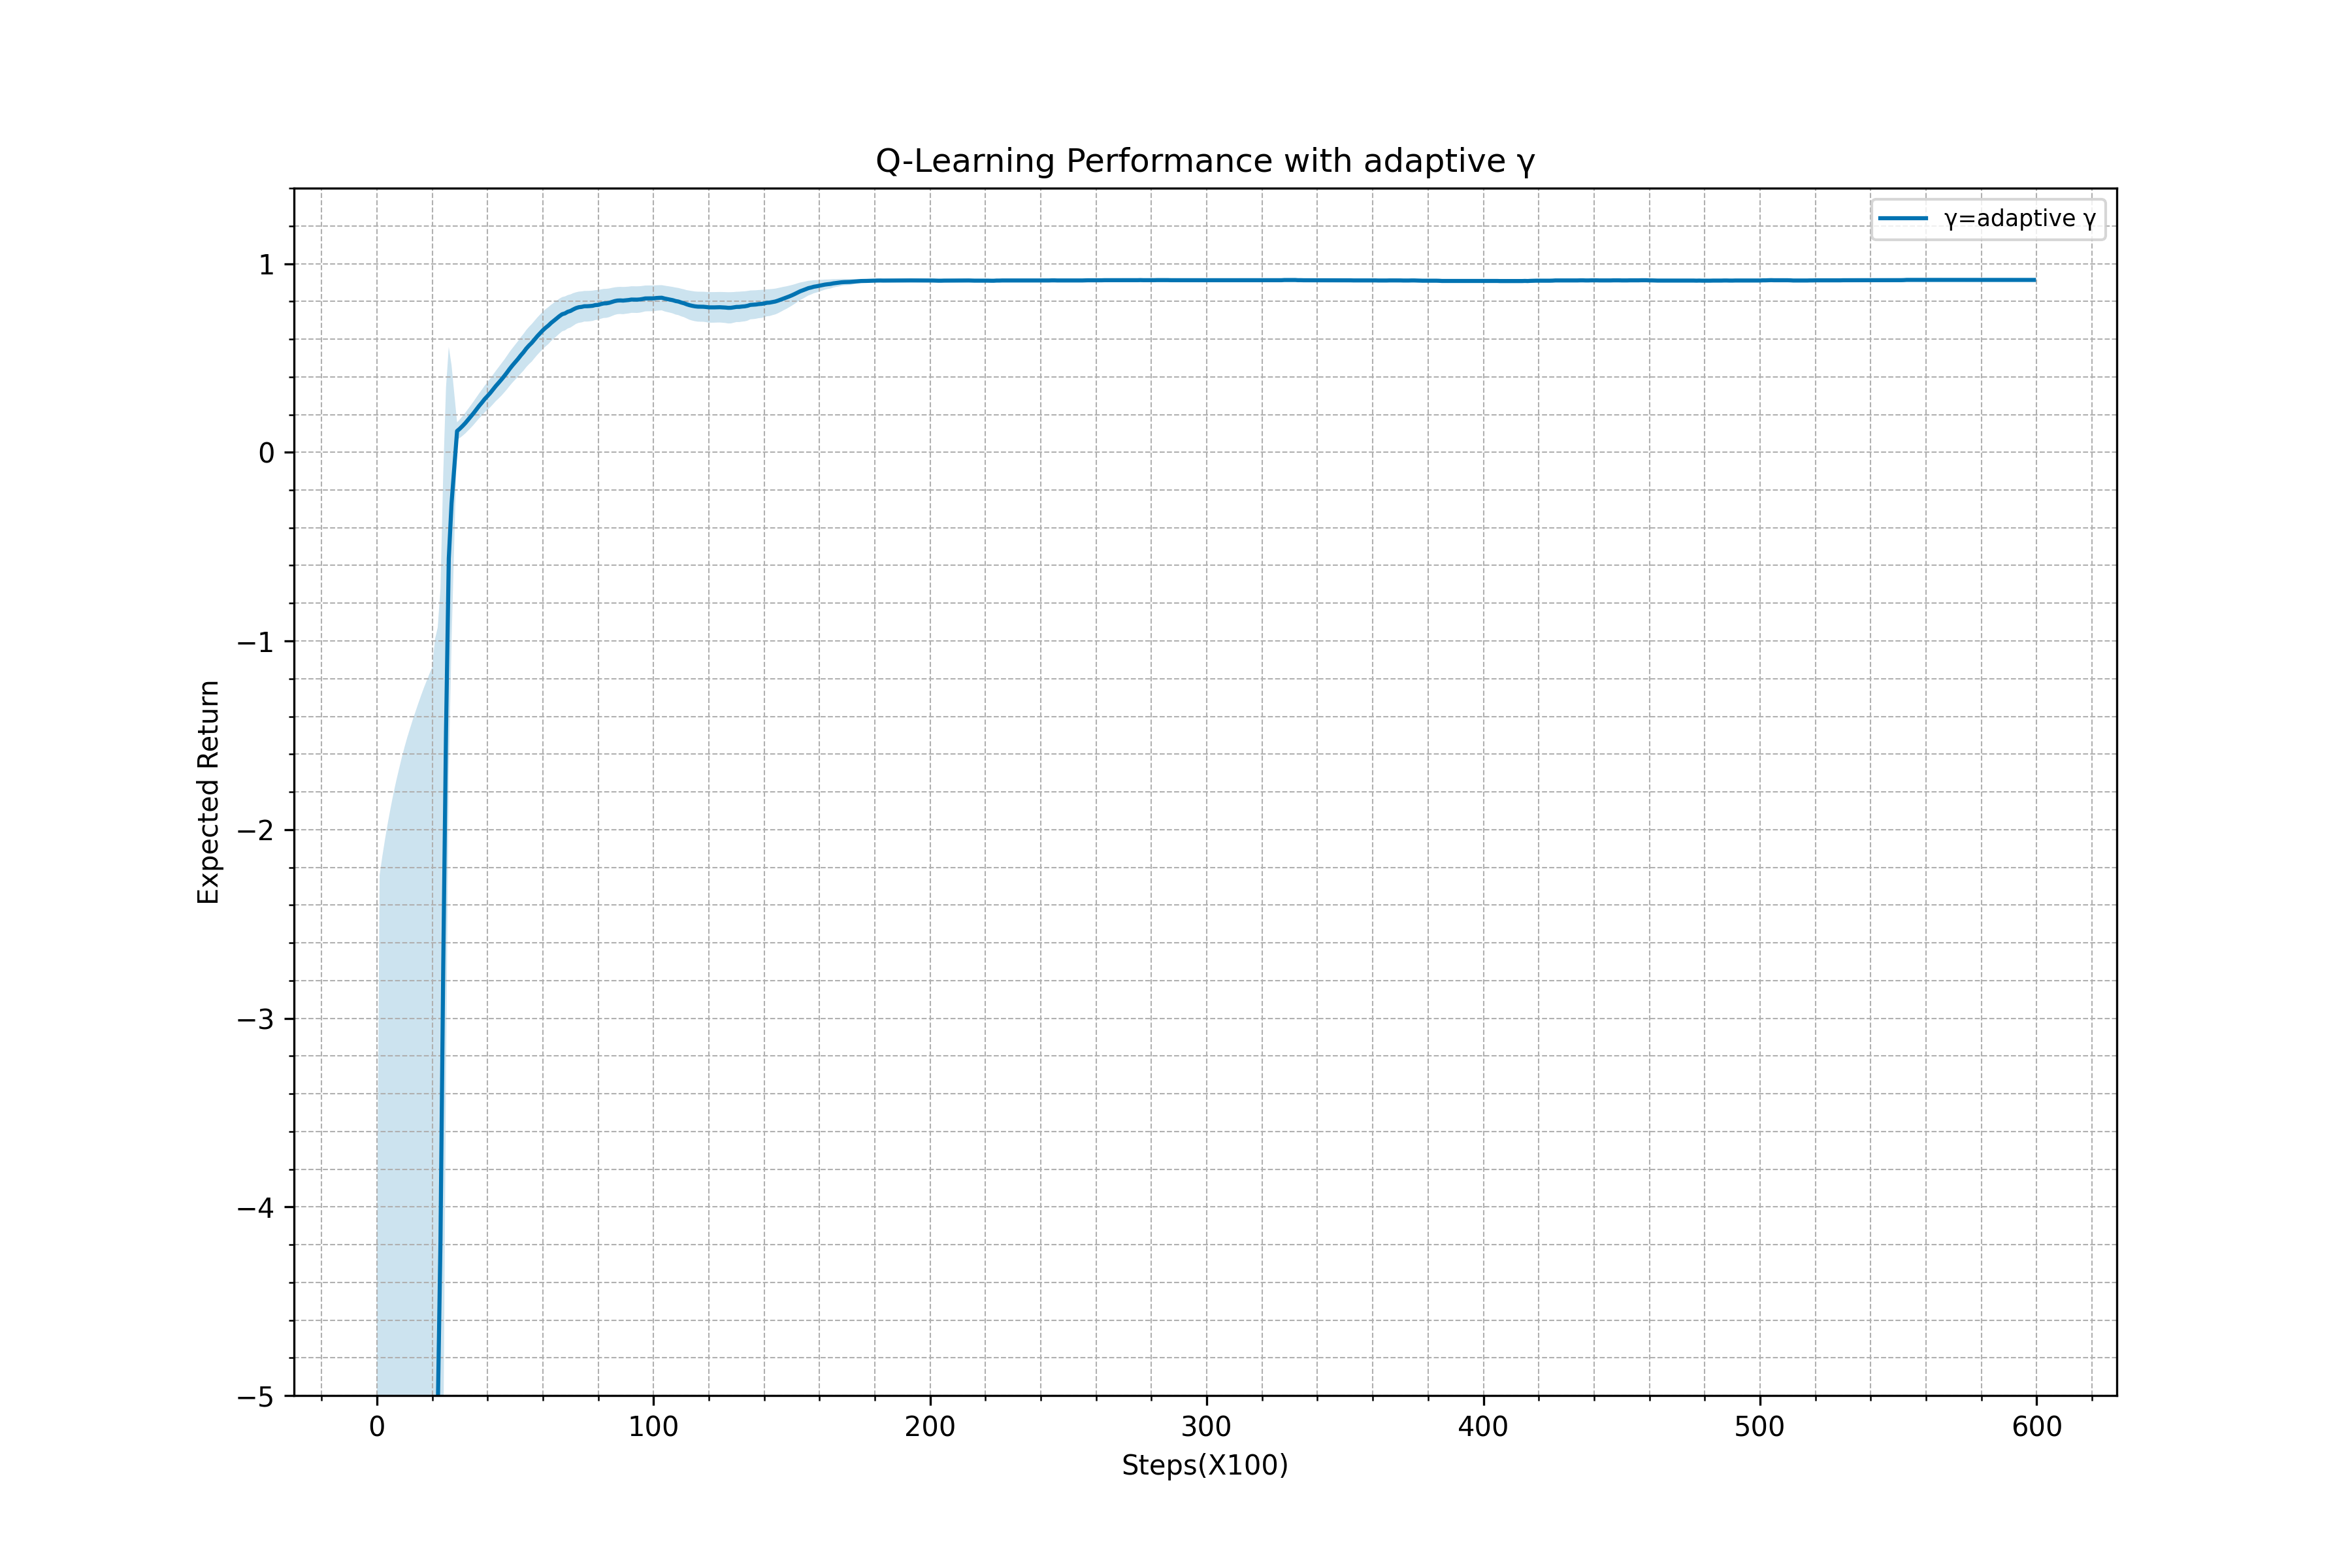 Q-Learning Performance with adaptive γ
γ=adaptive γ
1
0
−1
−2
−3
−4
−5
Expected Return
0 100 200 300 400 500 600
Steps(X100)